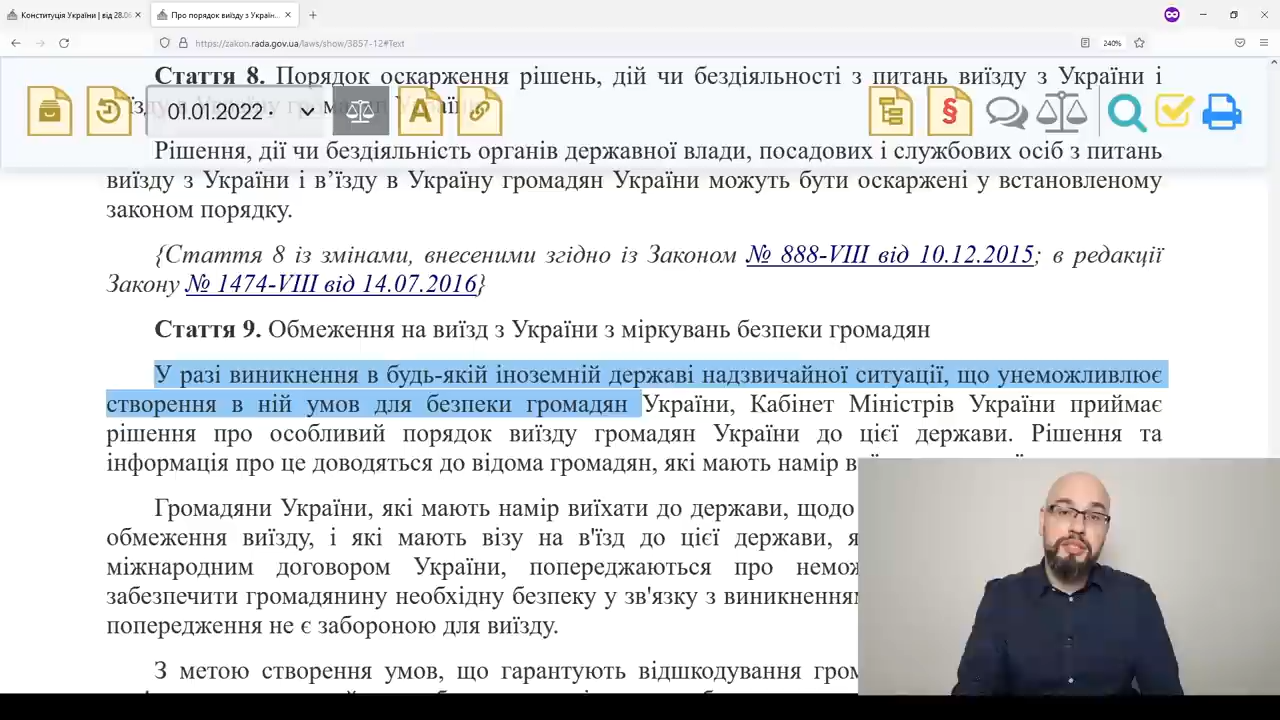 Конституція України | від 28.06
Про порядок виїзду з Україн...
https://zakon.rada.gov.ua/laws/show/3857-12#Text
240%
Стаття 8. Порядок оскарження рішень, дій чи бездіяльності з питань виїзду з України і
01.01.2022
A
§
Рішення, дії чи бездіяльність органів державної влади, посадових і службових осіб з питань
виїзду з України і в’їзду в Україну громадян України можуть бути оскаржені у встановленому
законом порядку.
{Стаття 8 із змінами, внесеними згідно із Законом № 888-VIII від 10.12.2015; в редакції
Закону № 1474-VIII від 14.07.2016}
Стаття 9. Обмеження на виїзд з України з міркувань безпеки громадян
У разі виникнення в будь-якій іноземній державі надзвичайної ситуації, що унеможливлює
створення в ній умов для безпеки громадян України, Кабінет Міністрів України приймає
рішення про особливий порядок виїзду громадян України до цієї держави. Рішення та
інформація про це доводяться до відома громадян, які мають намір
Громадяни України, які мають намір виїхати до держави, щодо
обмеження виїзду, і які мають візу на в'їзд до цієї держави,
міжнародним договором України, попереджаються про
забезпечити громадянину необхідну безпеку у зв'язку з
попередження не є забороною для виїзду.
З метою створення умов, що гарантують відшкодування